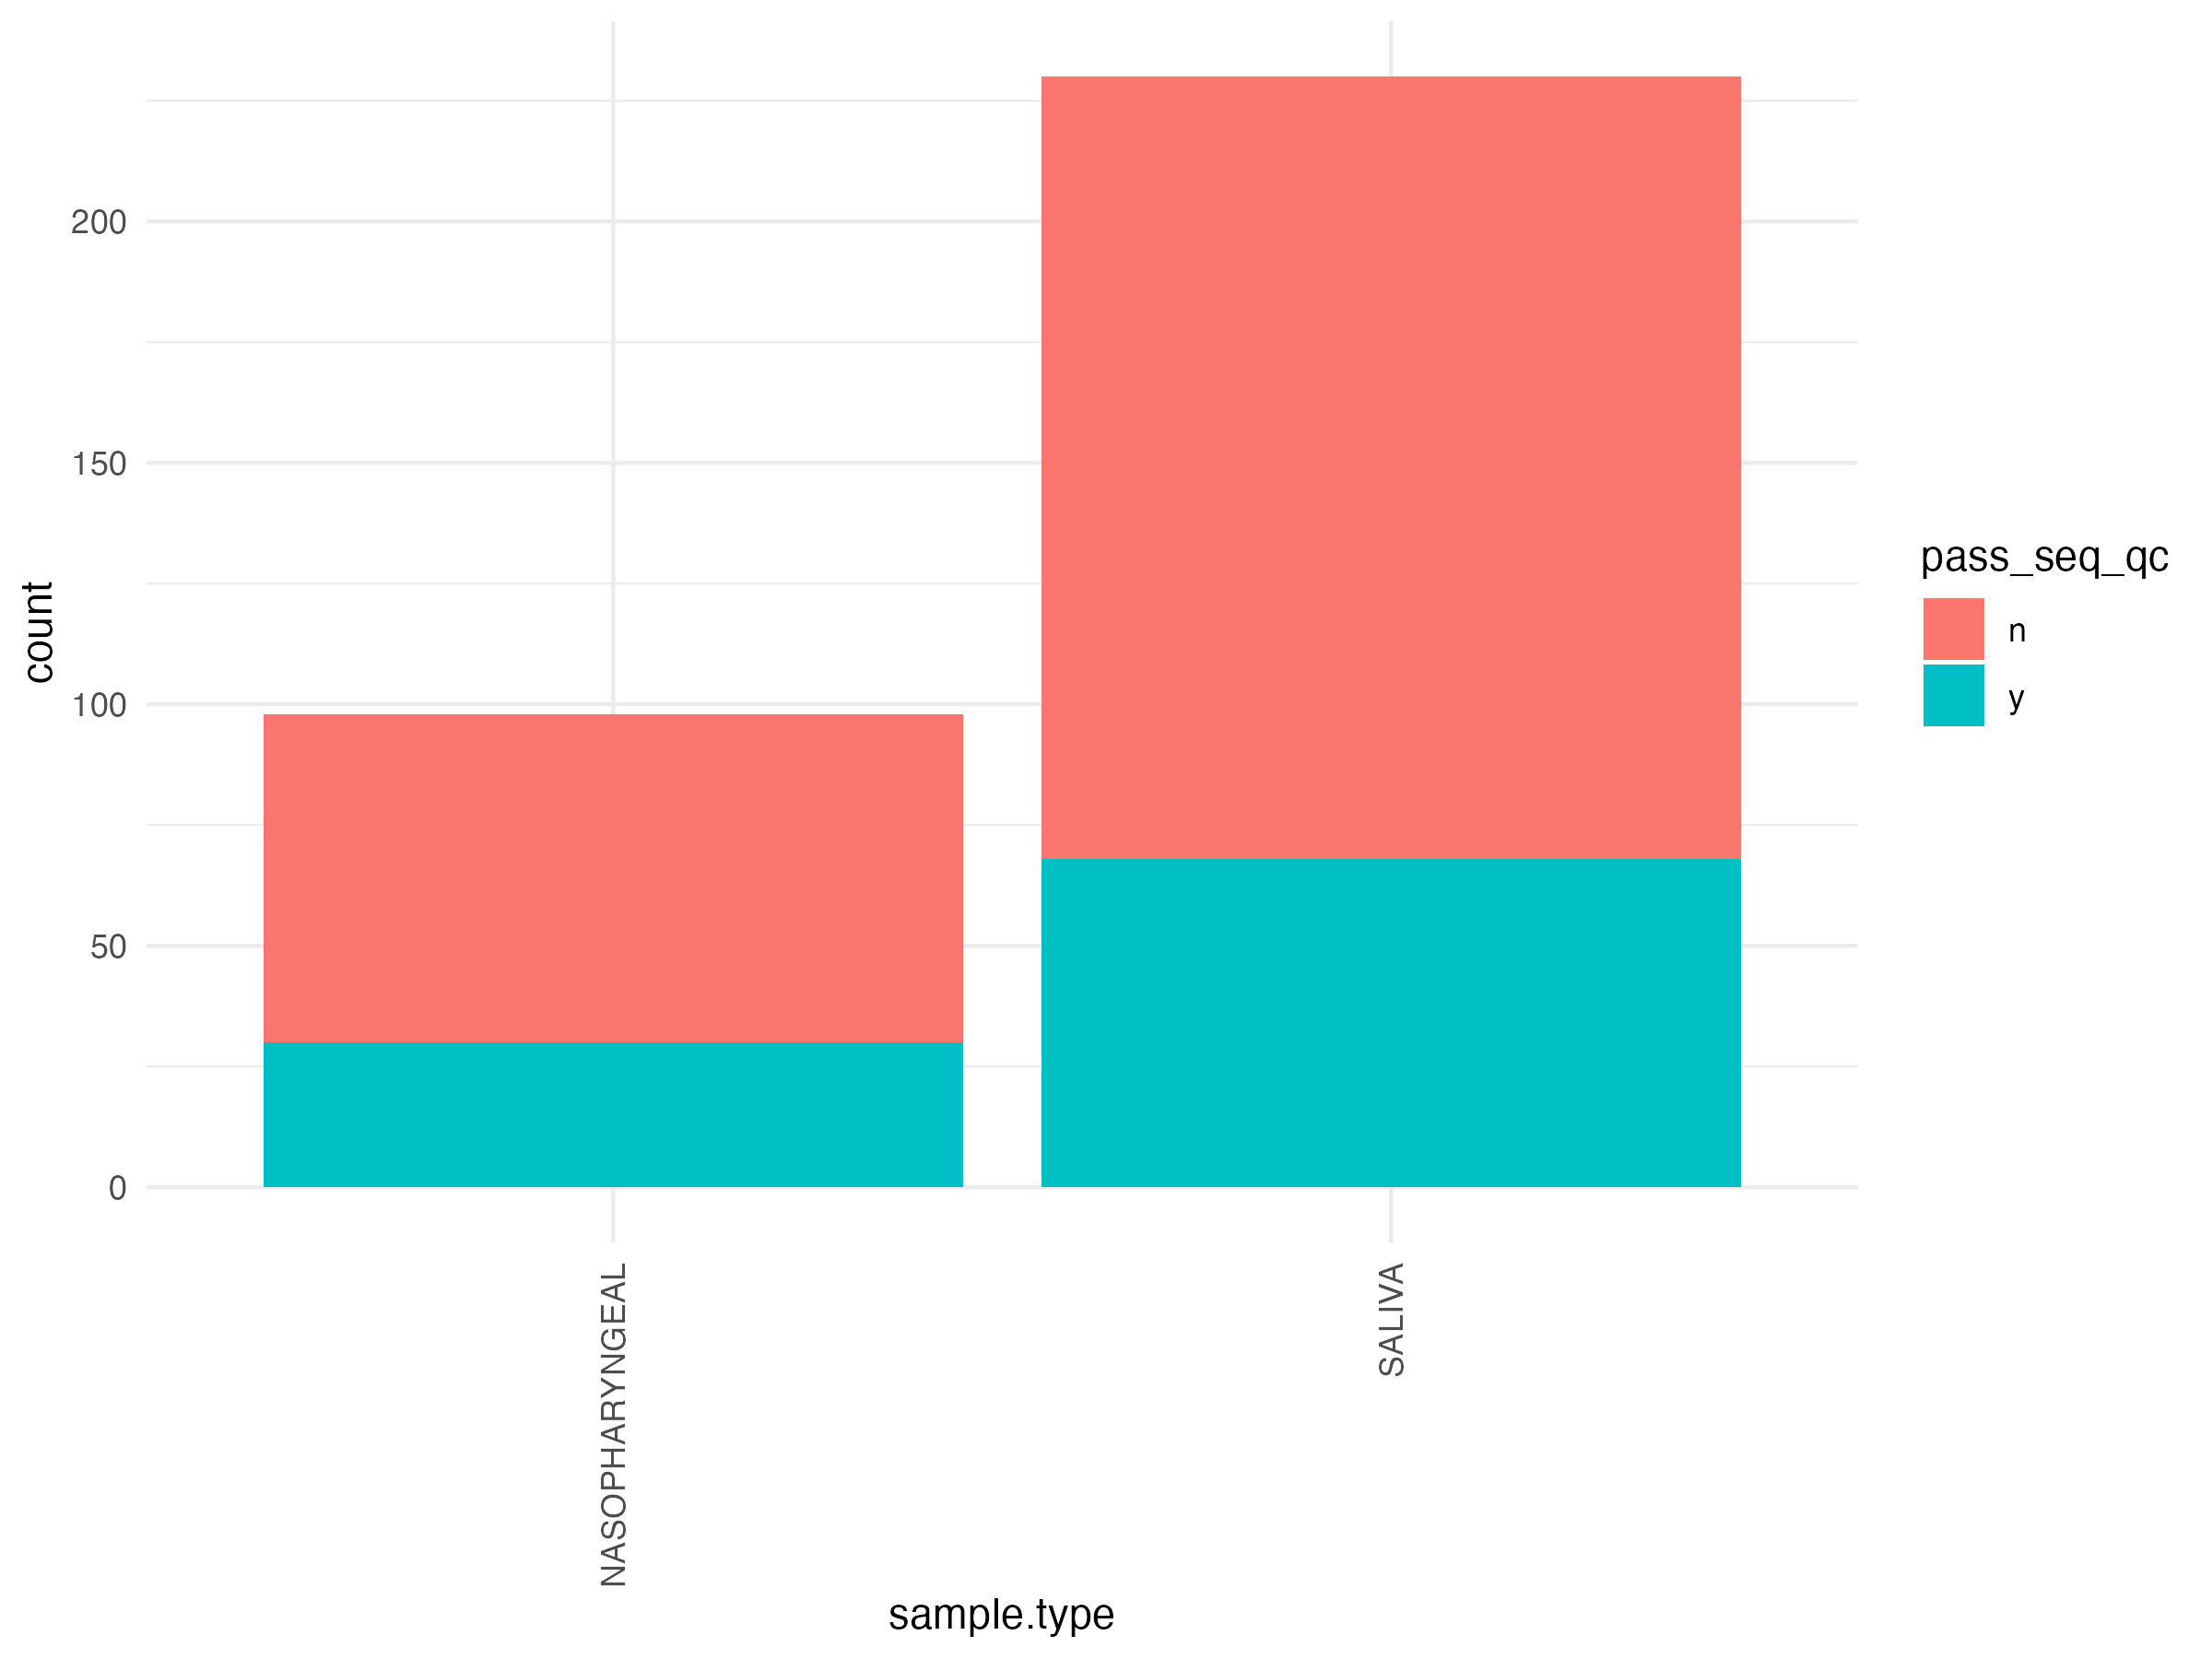 200
150
100
50
0
count
NASOPHARYNGEAL
SALIVA
sample.type
pass_seq_qc
n
y